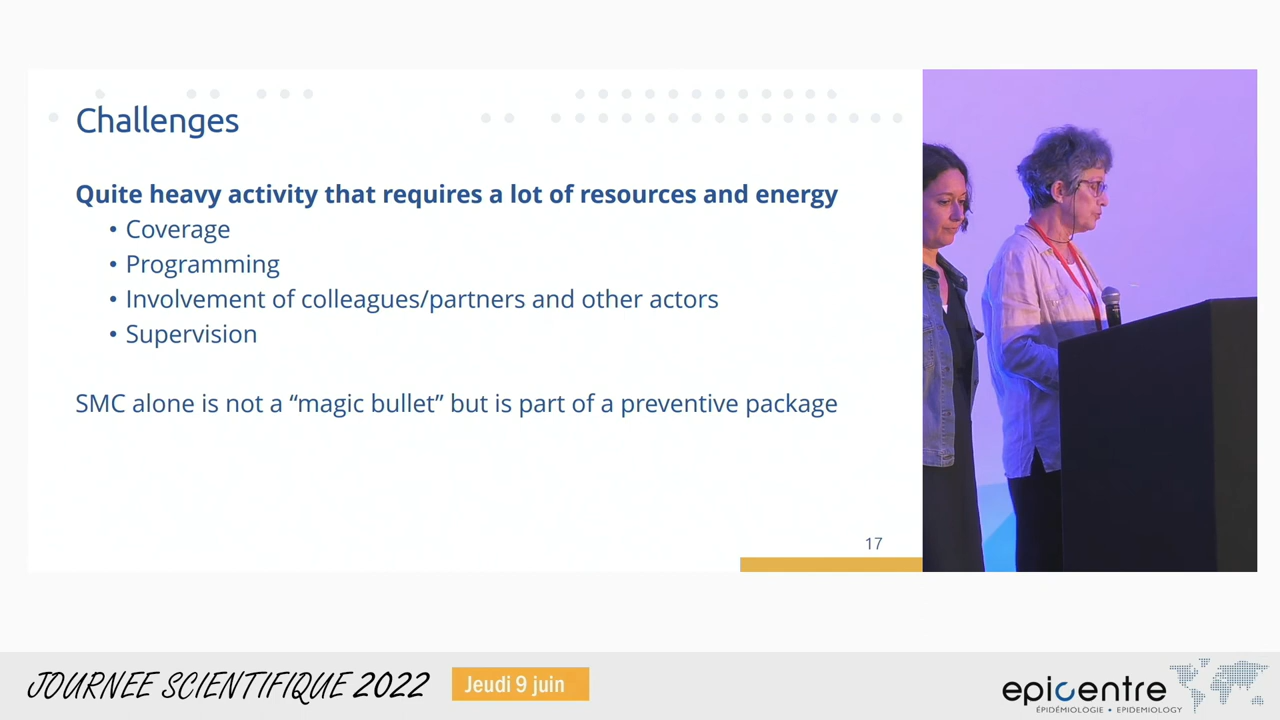 Challenges
Quite heavy activity that requires a lot of resources and energy
• Coverage
• Programming
• Involvement of colleagues/partners and other actors
• Supervision
SMC alone is not a “magic bullet” but is part of a preventive package
17
JOURNEE SCIENTIFIQUE 2022
Jeudi 9 juin
epicentre
ÉPIDÉMIOLOGIE • EPIDEMIOLOGY